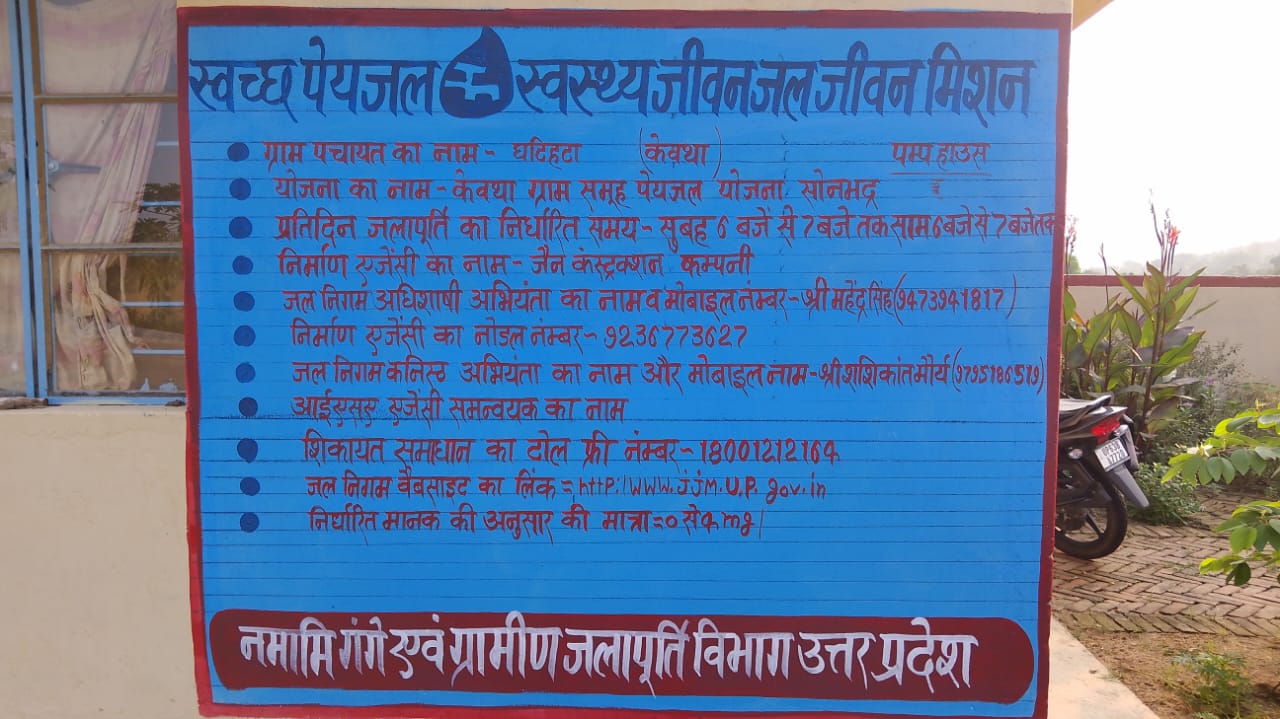 स्वच्छ पेयजल स्वस्थ्य जीवन जल जीवन मिशन
ग्राम पचायत का नाम - घटिहटा (केवथा) पम्प हाउस
योजना का नाम - केवथा ग्राम समूह पेयजल योजना सोनभद्र
प्रतिदिन जलापूर्ति का निर्धारित समय - सुबह 6 बजें से 7 बजे तक साम 6 बजे से 7 बजे तक
निर्माण एजेंसी का नाम - जैन कंस्ट्रक्शन कम्पनी
जल निगम अधिशाषी अभियंता का नाम व मोबाइल नंम्बर - श्री महेंद्र सिंह (9473941817)
निर्माण एजेंसी का नोडल नंम्बर - 9236773627
जल निगम कनिस्ठ अभियंता का नाम और मोबाइल नाम - श्री शशिकांत मौर्य (9795186519)
आईएसए एजेंसी समन्वयक का नाम
शिकायत समाधान का टोल फ्री नंम्बर - 18001212164
जल निगम वैबसाइट का लिंक = http:/www.JJM.U.P.gov.in
निर्धारित मानक की अनुसार की मात्रा = 0 से 4 mg/
नमामि गंगे एवं ग्रामीण जलापूर्ति विभाग उत्तर प्रदेश